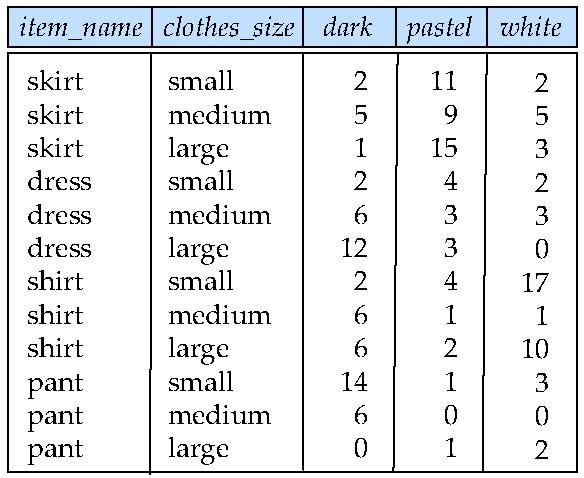 item_name clothes_size dark pastel white
skirt small 2 11 2
skirt medium 5 9 5
skirt large 1 15 3
dress small 2 4 2
dress medium 6 3 3
dress large 12 3 0
shirt small 2 4 17
shirt medium 6 1 1
shirt large 6 2 10
pant small 14 1 3
pant medium 6 0 0
pant large 0 1 2